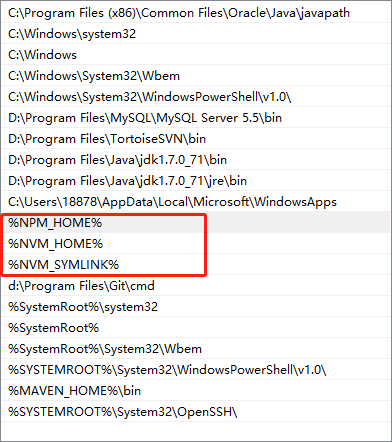 C:\Program Files (x86)\Common Files\Oracle\Java\javapath
C:\Windows\system32
C:\Windows
C:\Windows\System32\Wbem
C:\Windows\System32\WindowsPowerShell\v1.0\
D:\Program Files\MySQL\MySQL Server 5.5\bin
D:\Program Files\TortoiseSVN\bin
D:\Program Files\Java\jdk1.7.0_71\bin
D:\Program Files\Java\jdk1.7.0_71\jre\bin
C:\Users\18878\AppData\Local\Microsoft\WindowsApps
%NPM_HOME%
%NVM_HOME%
%NVM_SYMLINK%
d:\Program Files\Git\cmd
%SystemRoot%\system32
%SystemRoot%
%SystemRoot%\System32\Wbem
%SYSTEMROOT%\System32\WindowsPowerShell\v1.0\
%MAVEN_HOME%\bin
%SYSTEMROOT%\System32\OpenSSH\